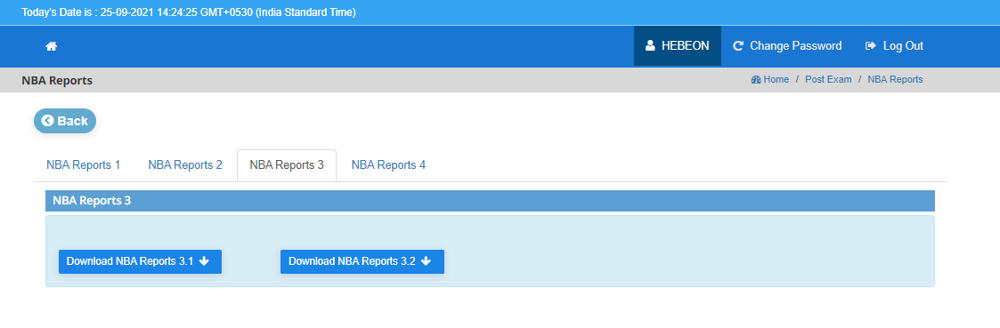 Today's Date is : 25-09-2021 14:24:25 GMT+0530 (India Standard Time)
HEBEON Change Password Log Out
NBA Reports Home / Post Exam / NBA Reports
Back
NBA Reports 1 NBA Reports 2 NBA Reports 3 NBA Reports 4
NBA Reports 3
Download NBA Reports 3.1 Download NBA Reports 3.2